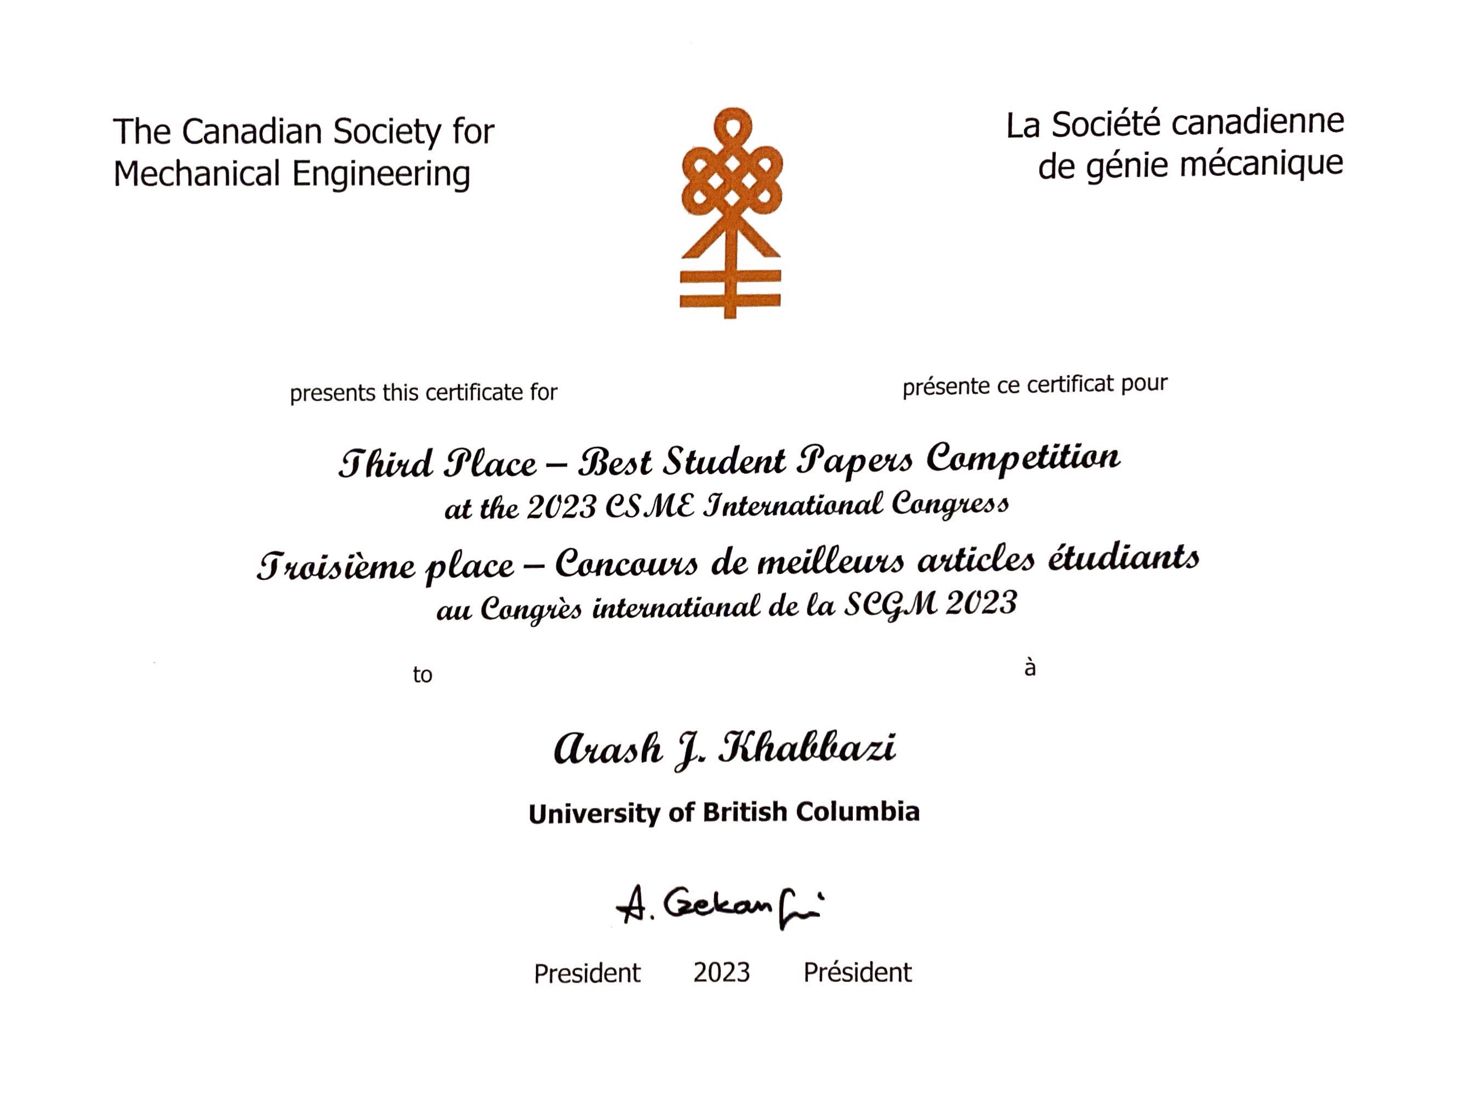 The Canadian Society for
Mechanical Engineering
La Société canadienne
de génie mécanique
presents this certificate for
présente ce certificat pour
Third Place – Best Student Papers Competition
at the 2023 CSME International Congress
Troisième place – Concours de meilleurs articles étudiants
au Congrès international de la SCGM 2023
to
à
Arash J. Khabbazi
University of British Columbia
A.
President 2023 Président